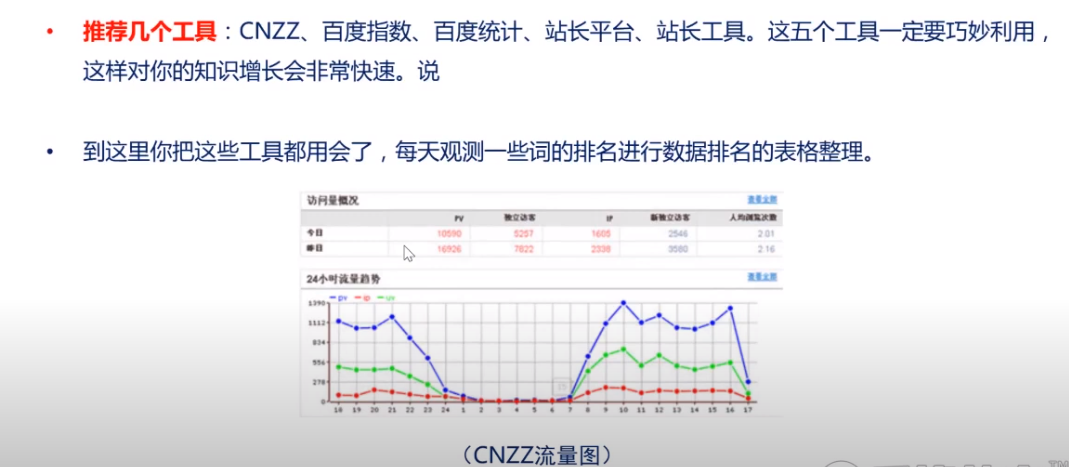 • 推荐几个工具：CNZZ、百度指数、百度统计、站长平台、站长工具。这五个工具一定要巧妙利用，
这样对你的知识增长会非常快速。说
• 到这里你把这些工具都用会了，每天观测一些词的排名进行数据排名的表格整理。
访问量概况 查看全部
PV 独立访客 IP 新独立访客 人均浏览次数
今日 10590 5257 1605 2546 2.01
昨日 16926 7822 2338 3580 2.16
24小时流量趋势 查看全部
pv ip uv
1390
1112
834
556
278
0
18 19 20 21 22 23 24 1 2 3 4 5 6 7 8 9 10 11 12 13 14 15 16 17
（CNZZ流量图）
TM